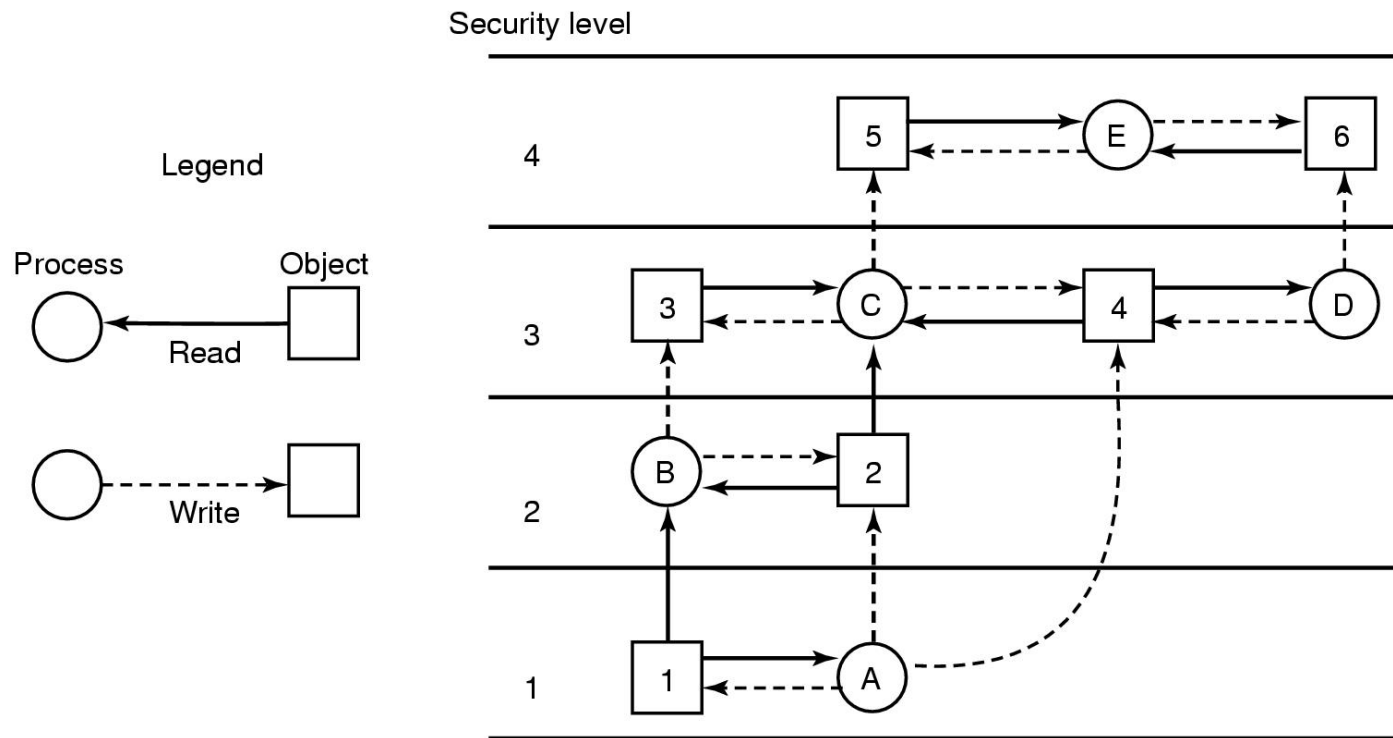 Security level
Legend
Process
Object
Read
Write
4
5
E
6
3
3
C
4
D
2
B
2
1
1
A